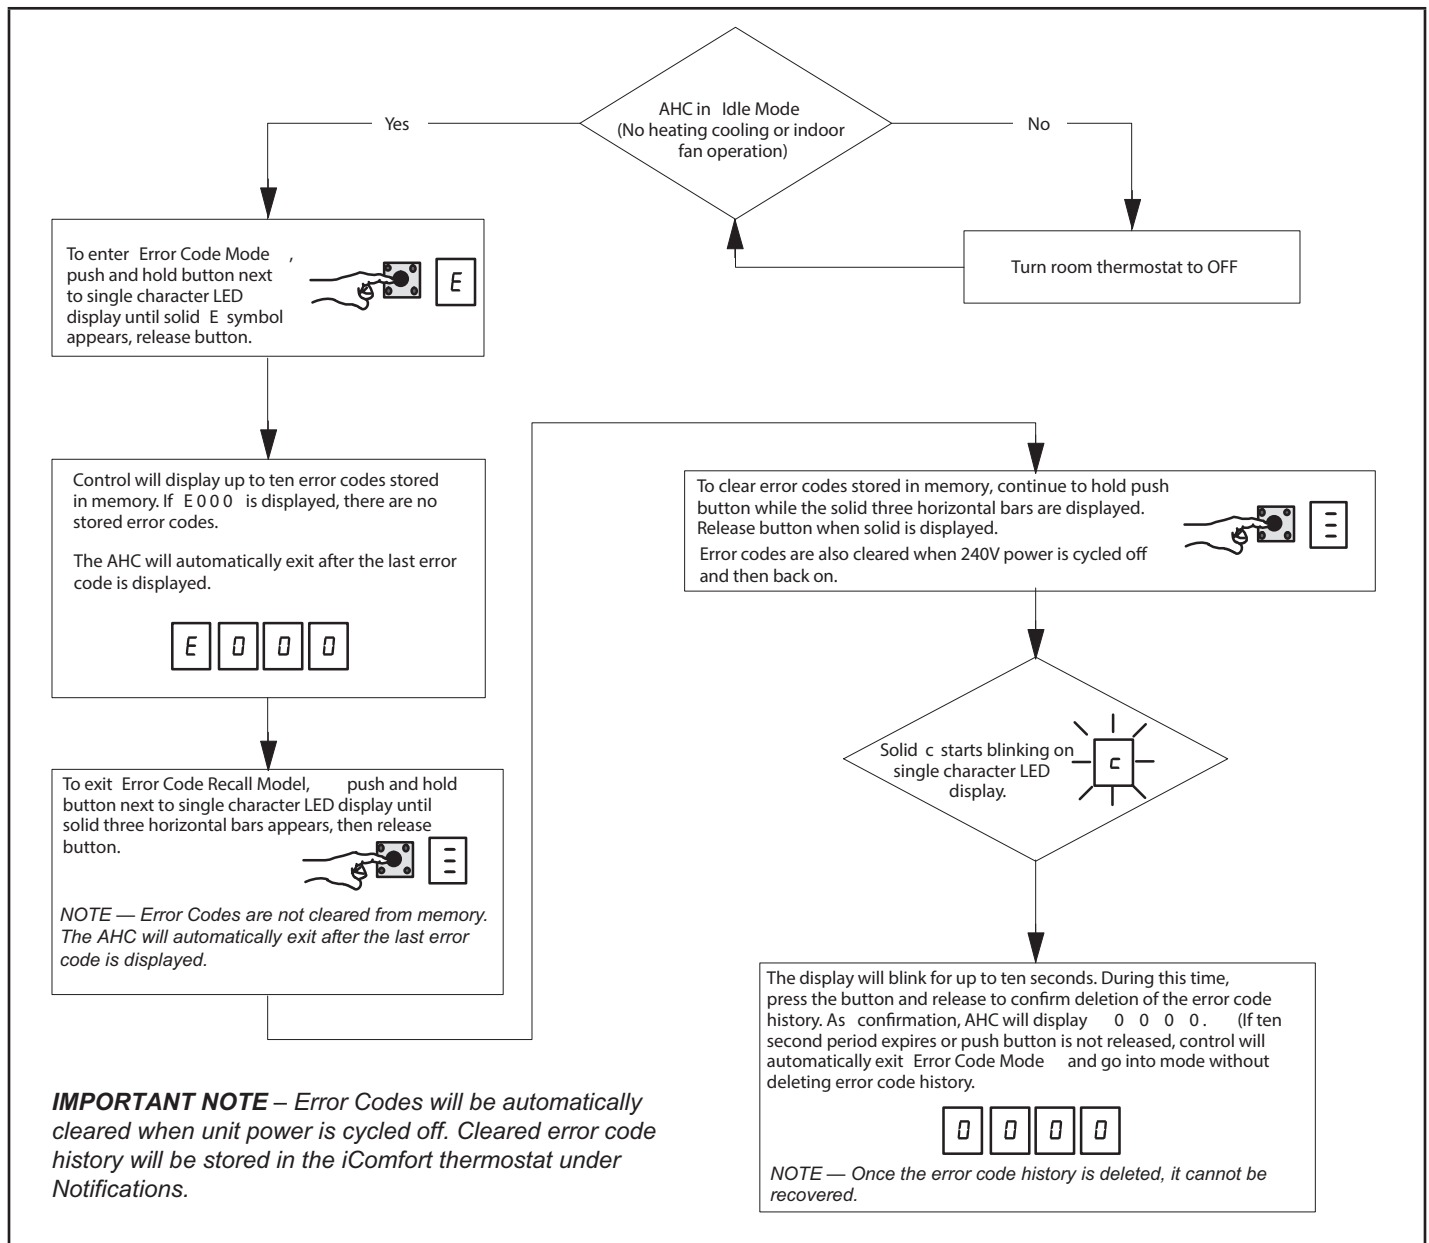 AHC in Idle Mode
(No heating cooling or indoor
fan operation)
Yes
No
To enter Error Code Mode ,
push and hold button next
to single character LED
display until solid E symbol
appears, release button.
E
Turn room thermostat to OFF
Control will display up to ten error codes stored
in memory. If E 0 0 0 is displayed, there are no
stored error codes.
The AHC will automatically exit after the last error
code is displayed.
E 0 0 0
To exit Error Code Recall Model, push and hold
button next to single character LED display until
solid three horizontal bars appears, then release
button.
NOTE — Error Codes are not cleared from memory.
The AHC will automatically exit after the last error
code is displayed.
To clear error codes stored in memory, continue to hold push
button while the solid three horizontal bars are displayed.
Release button when solid is displayed.
Error codes are also cleared when 240V power is cycled off
and then back on.
Solid c starts blinking on
single character LED
display.
c
The display will blink for up to ten seconds. During this time,
press the button and release to confirm deletion of the error code
history. As confirmation, AHC will display 0 0 0 0. (If ten
second period expires or push button is not released, control will
automatically exit Error Code Mode and go into mode without
deleting error code history.
0 0 0 0
NOTE — Once the error code history is deleted, it cannot be
recovered.
IMPORTANT NOTE – Error Codes will be automatically
cleared when unit power is cycled off. Cleared error code
history will be stored in the iComfort thermostat under
Notifications.